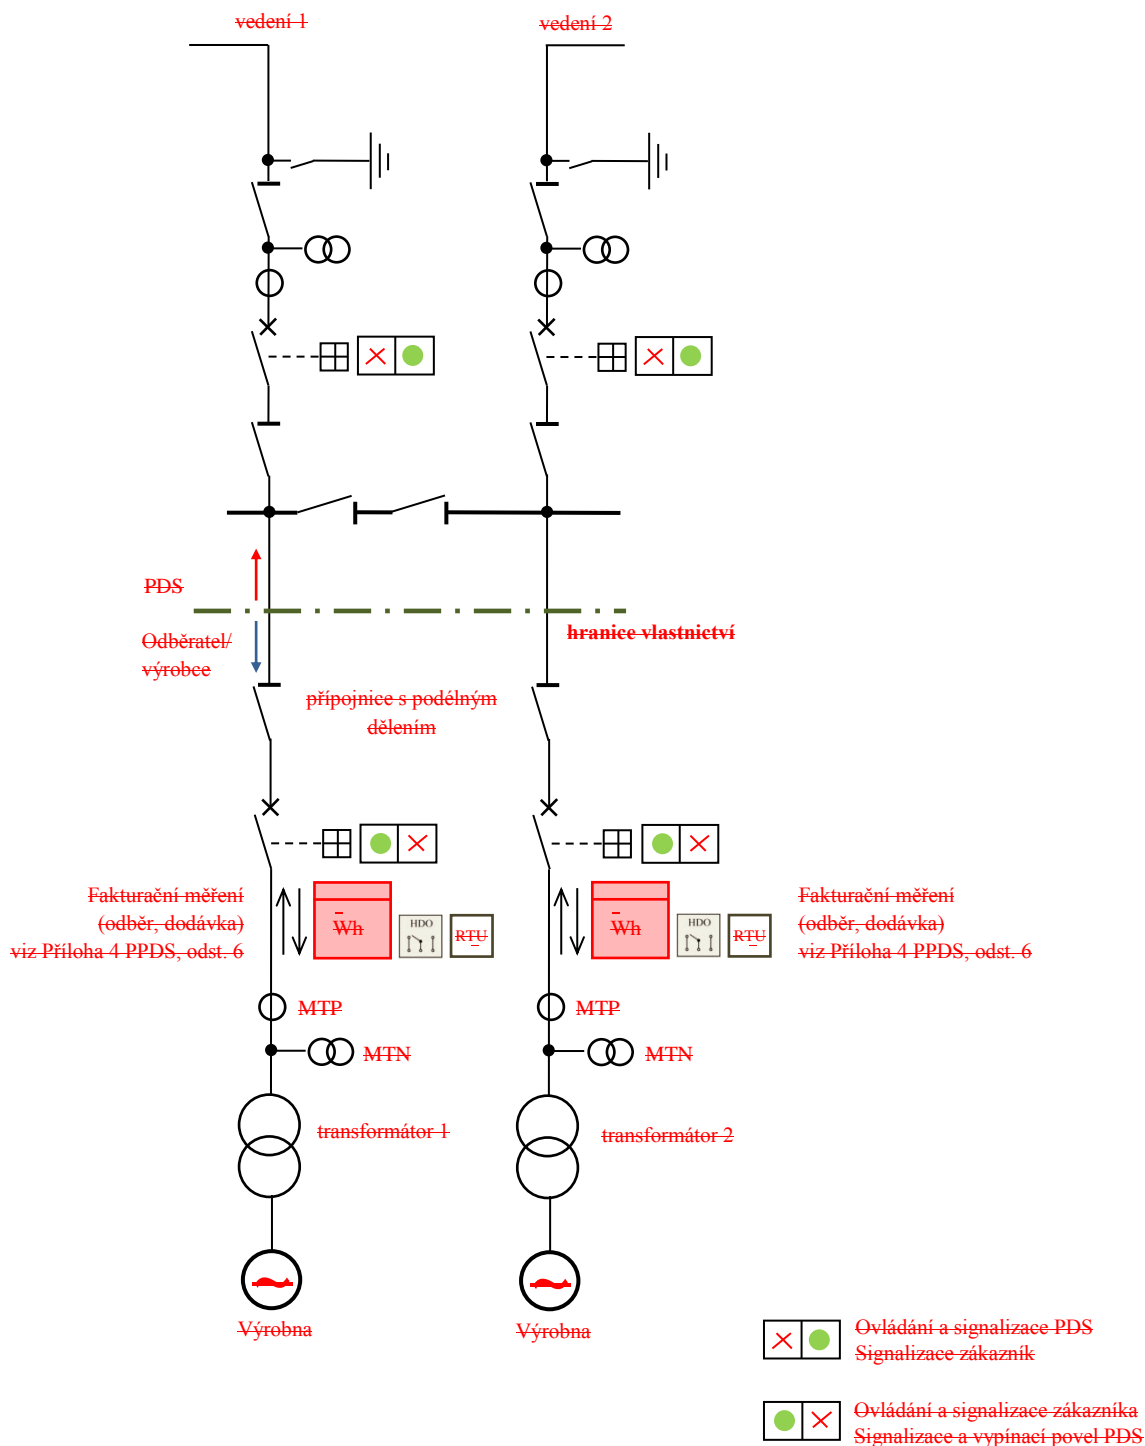 vedení 1
vedení 2
PDS
hranice vlastnictví
Odběratel/
výrobce
přípojnice s podélným
dělením
Fakturační měření
(odběr, dodávka)
viz Příloha 4 PPDS, odst. 6
Wh
HDO
RTU
Wh
HDO
RTU
Fakturační měření
(odběr, dodávka)
viz Příloha 4 PPDS, odst. 6
MTP
MTP
MTN
MTN
transformátor 1
transformátor 2
Výrobna
Výrobna
Ovládání a signalizace PDS
Signalizace zákazník
Ovládání a signalizace zákazníka
Signalizace a vypínací povel PDS